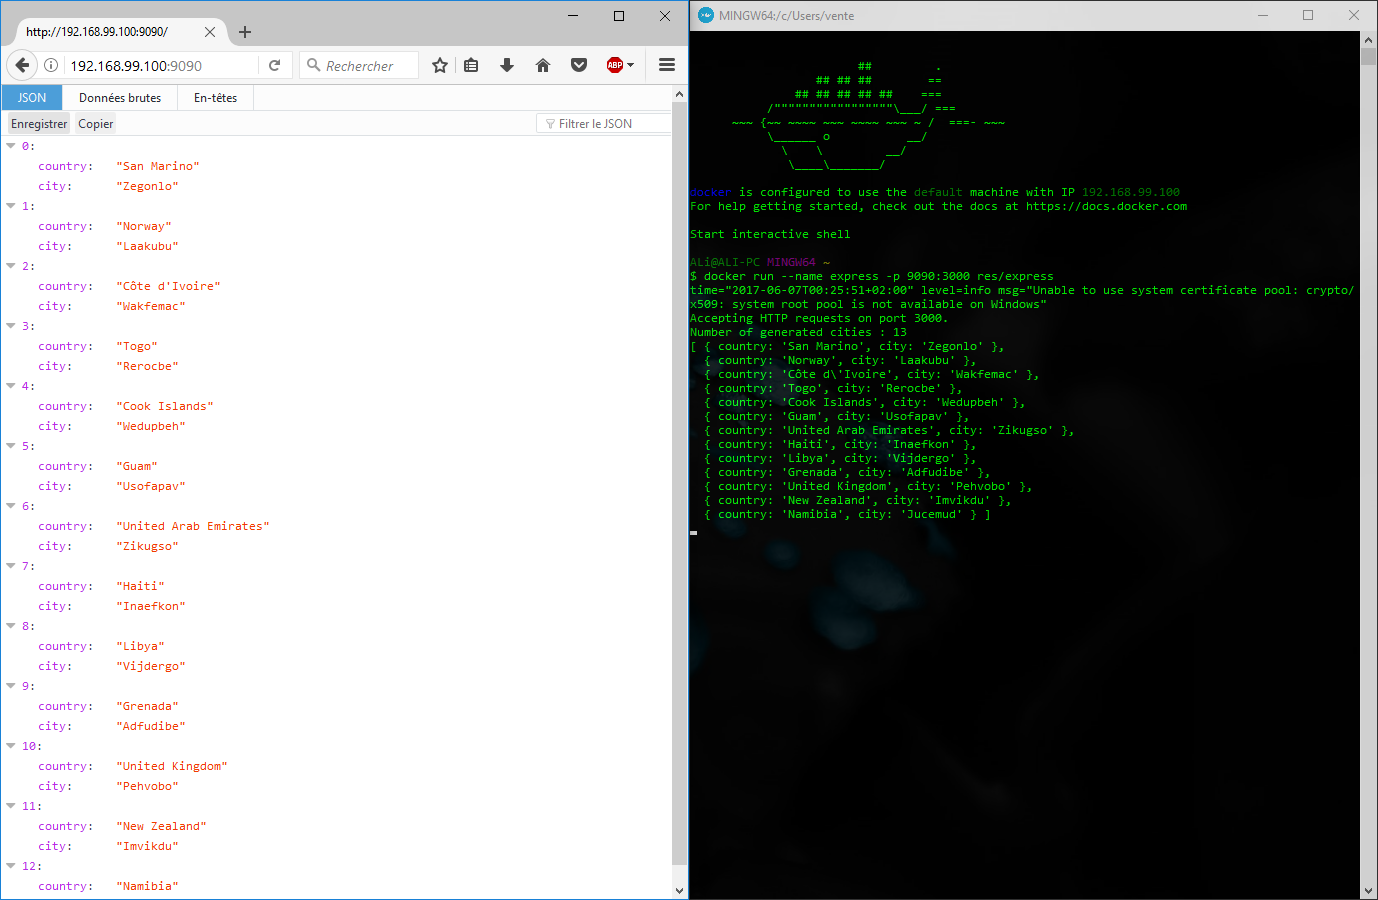 http://192.168.99.100:9090/
192.168.99.100:9090
Rechercher
ABP
JSON
Données brutes
En-têtes
Enregistrer
Copier
Filtrer le JSON
0:
country: "San Marino"
city: "Zegonlo"
1:
country: "Norway"
city: "Laakubu"
2:
country: "Côte d'Ivoire"
city: "Wakfemac"
3:
country: "Togo"
city: "Rerocbe"
4:
country: "Cook Islands"
city: "Wedupbeh"
5:
country: "Guam"
city: "Usofapav"
6:
country: "United Arab Emirates"
city: "Zikugso"
7:
country: "Haiti"
city: "Inaefkon"
8:
country: "Libya"
city: "Vijdergo"
9:
country: "Grenada"
city: "Adfudibe"
10:
country: "United Kingdom"
city: "Pehvobo"
11:
country: "New Zealand"
city: "Imvikdu"
12:
country: "Namibia"
MINGW64:/c/Users/vente
                        ##         .
                  ## ## ##        ==
               ## ## ## ## ##    ===
           /"""""""""""""""""\___/ ===
      ~~~ {~~ ~~~~ ~~~ ~~~~ ~~~ ~ /  ===- ~~~
           \______ o           __/
             \    \         __/
              \____\_______/
docker is configured to use the default machine with IP 192.168.99.100
For help getting started, check out the docs at https://docs.docker.com
Start interactive shell
ALi@ALI-PC MINGW64 ~
$ docker run --name express -p 9090:3000 res/express
time="2017-06-07T00:25:51+02:00" level=info msg="Unable to use system certificate pool: crypto/
x509: system root pool is not available on Windows"
Accepting HTTP requests on port 3000.
Number of generated cities : 13
[ { country: 'San Marino', city: 'Zegonlo' },
  { country: 'Norway', city: 'Laakubu' },
  { country: 'Côte d\'Ivoire', city: 'Wakfemac' },
  { country: 'Togo', city: 'Rerocbe' },
  { country: 'Cook Islands', city: 'Wedupbeh' },
  { country: 'Guam', city: 'Usofapav' },
  { country: 'United Arab Emirates', city: 'Zikugso' },
  { country: 'Haiti', city: 'Inaefkon' },
  { country: 'Libya', city: 'Vijdergo' },
  { country: 'Grenada', city: 'Adfudibe' },
  { country: 'United Kingdom', city: 'Pehvobo' },
  { country: 'New Zealand', city: 'Imvikdu' },
  { country: 'Namibia', city: 'Jucemud' } ]